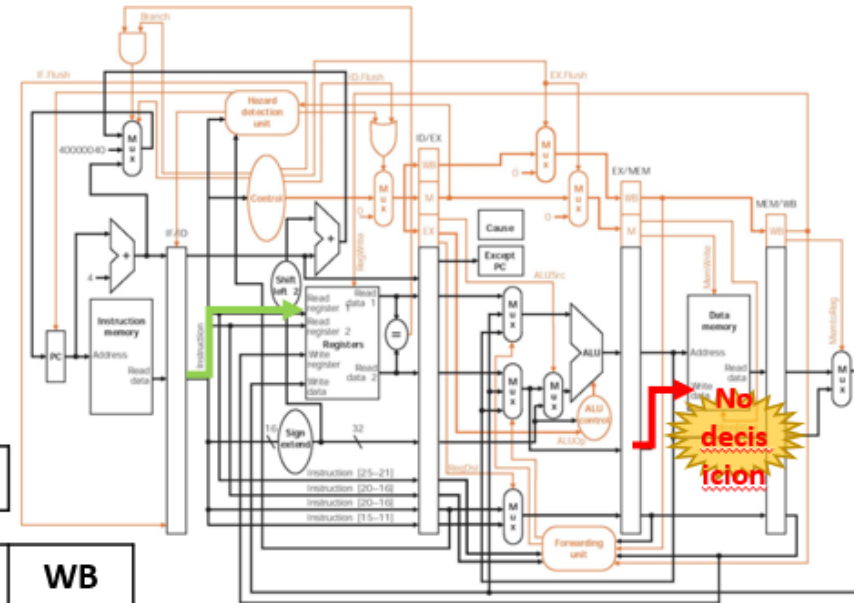 Branch
IF.Flush
ID.Flush
EX.Flush
Hazard
detection
unit
ID/EX
M
u
x
40000040
WB
M
u
x
0
EX/MEM
Control
M
u
x
0
M
M
u
x
0
WB
MEM/WB
IF/ID
EX
Cause
M
WB
+
+
RegWrite
Except
PC
4
Shift
left 2
ALUSrc
MemWrite
MemtoReg
Instruction
memory
Instruction
Read
register 1
Read
data 1
M
u
x
Data
memory
Read
register 2
=
PC
Address
Registers
ALU
Address
Write
register
Read
data
Read
data
Write
data
Read
data 2
M
u
x
M
u
x
Write
data
M
u
x
No
decis
icion
16
Sign
extend
32
ALU
control
ALUOp
RegDst
Instruction [25–21]
Instruction [20–16]
Instruction [20–16]
Instruction [15–11]
M
u
x
Forwarding
unit
WB